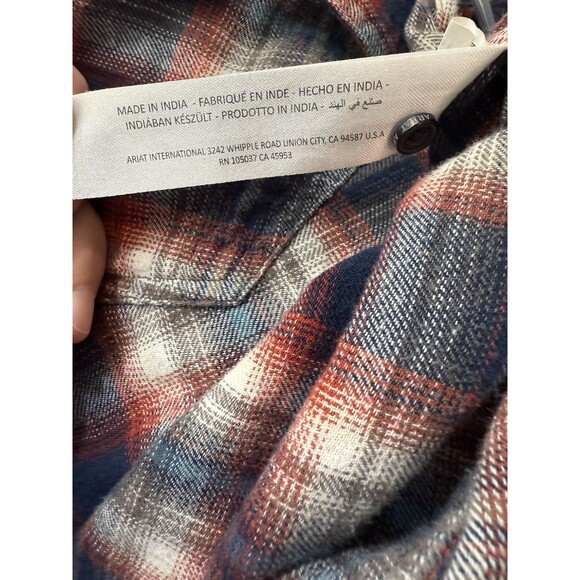 MADE IN INDIA - FABRIQUÉ EN INDE - HECHO EN INDIA -
INDIÁBAN KÉSZÜLT - PRODOTTO IN INDIA - صنع في الهند
ARIAT INTERNATIONAL 3242 WHIPPLE ROAD UNION CITY, CA 94587 U.S.A
RN 105037 CA 45953
ARIAT